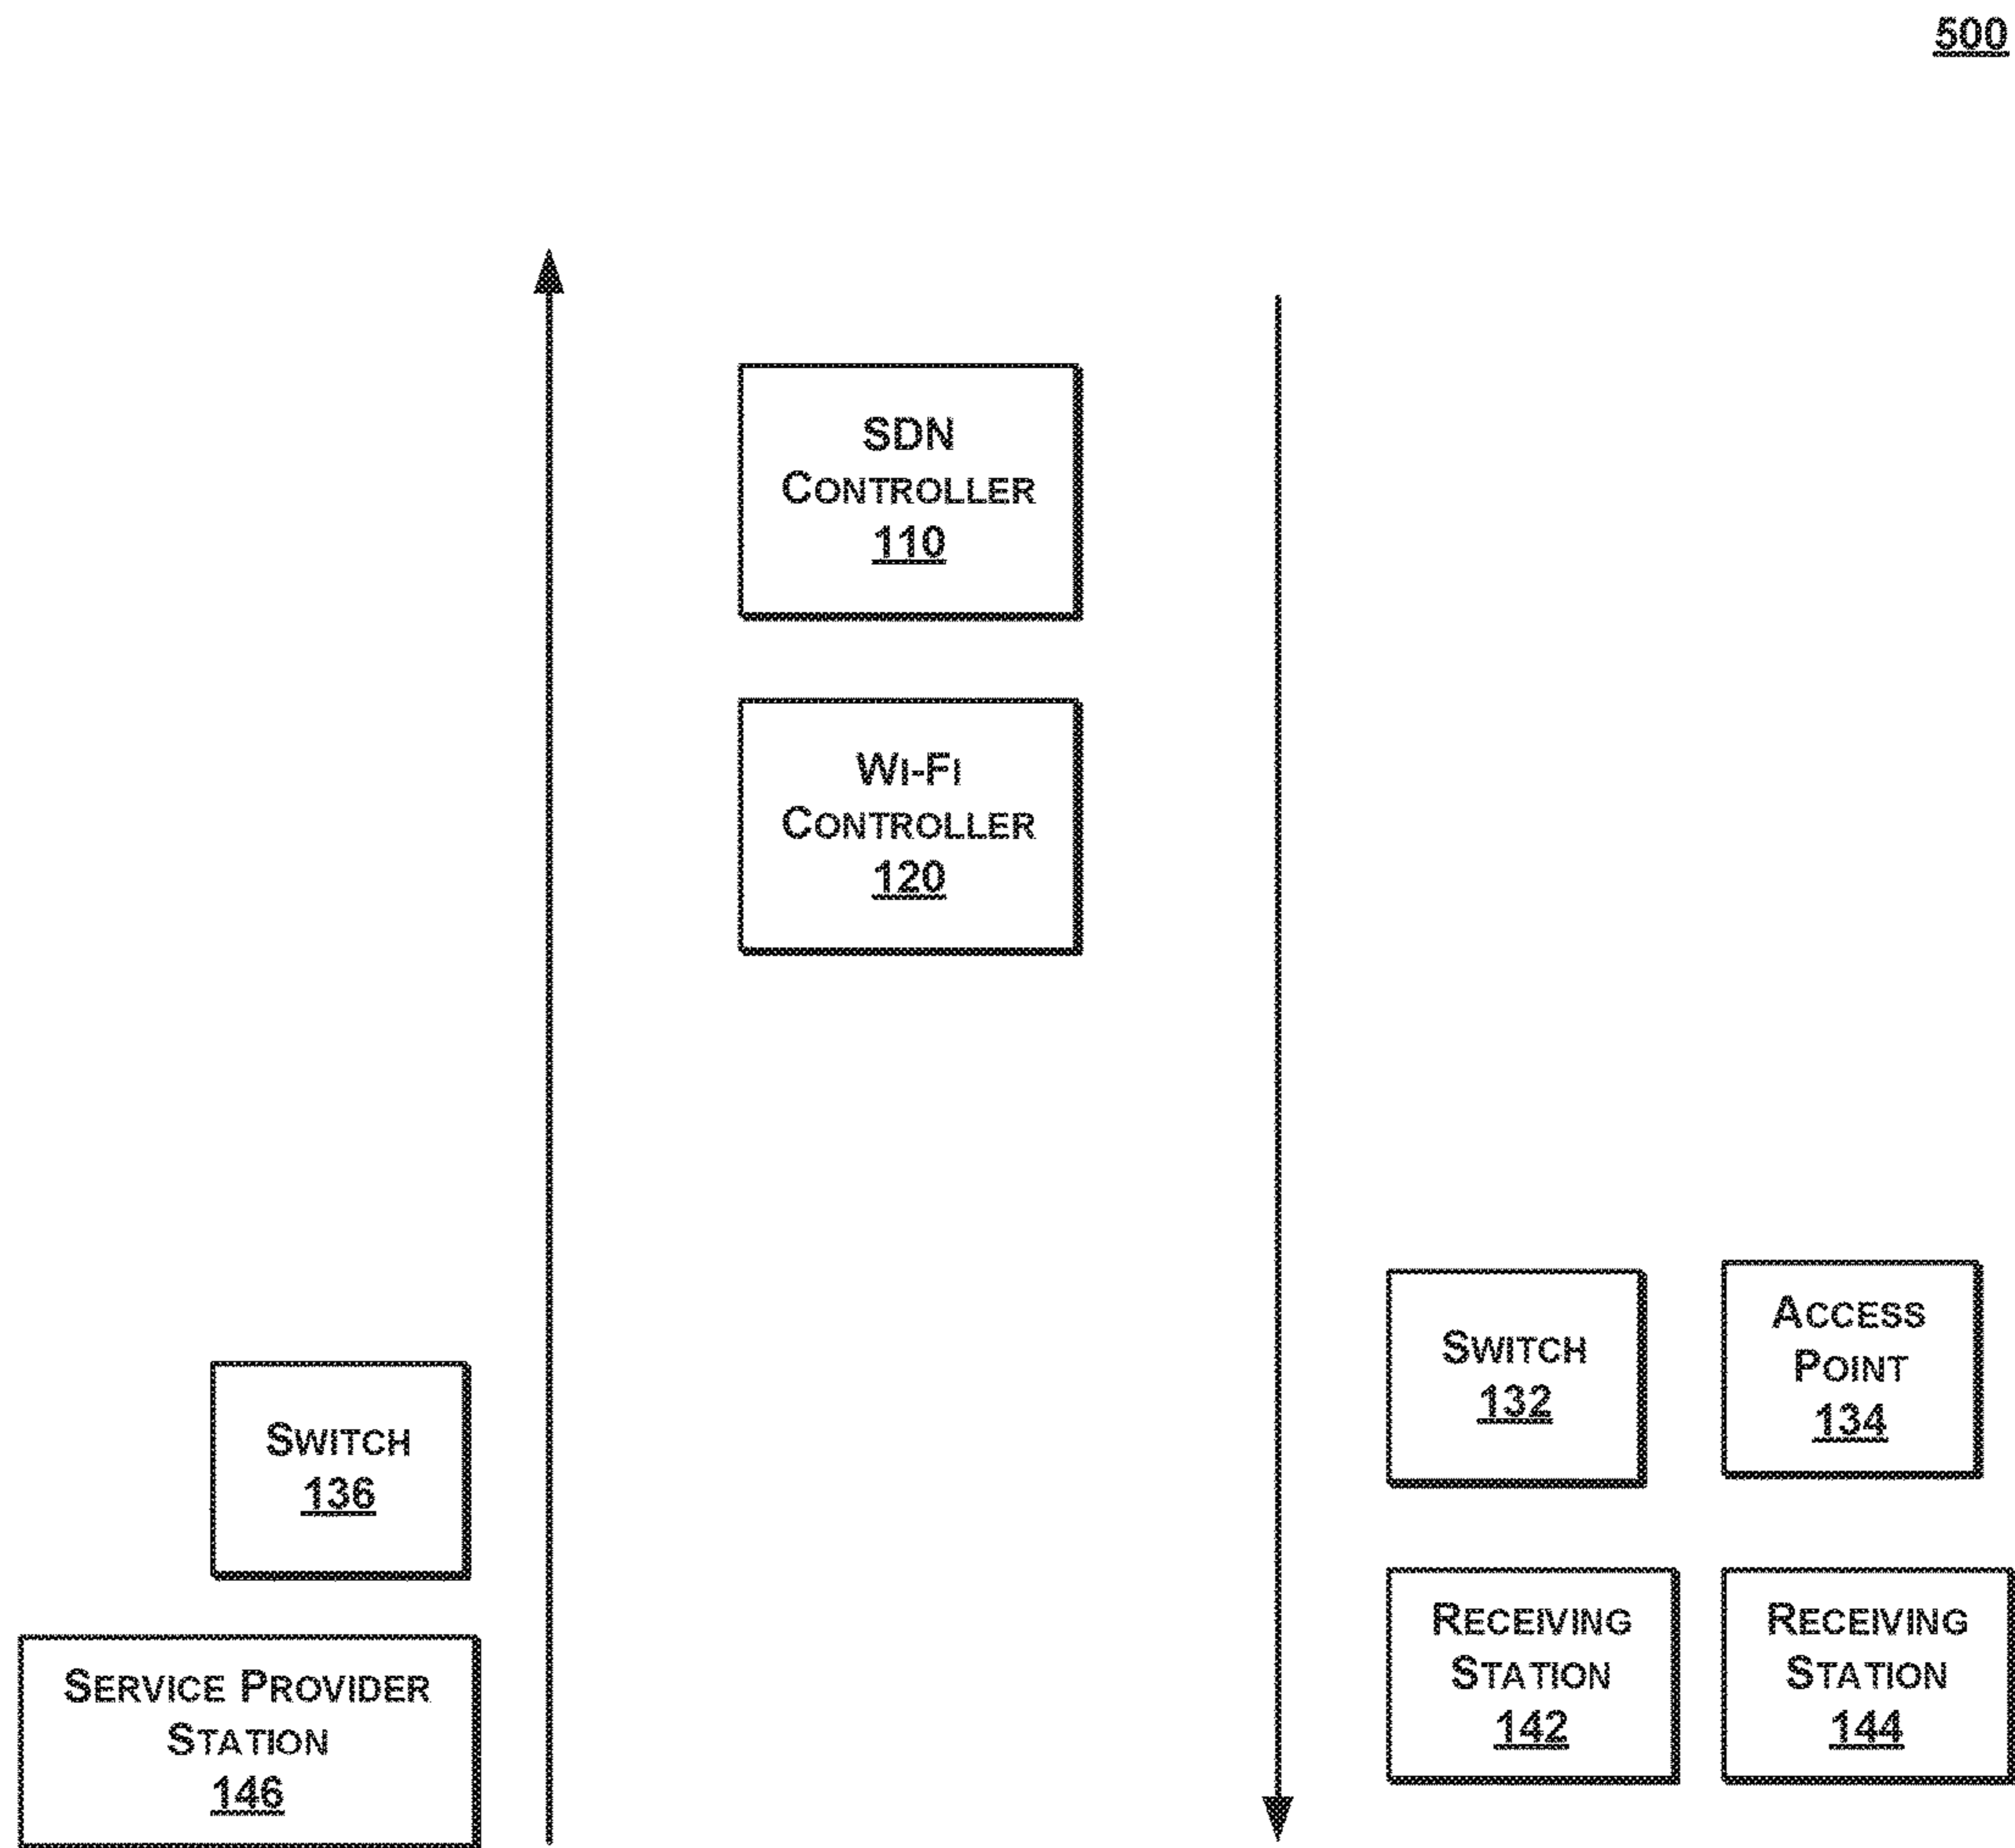 500
SDN
CONTROLLER
110
WI-FI
CONTROLLER
120
SWITCH
136
SERVICE PROVIDER
STATION
146
SWITCH
132
ACCESS
POINT
134
RECEIVING
STATION
142
RECEIVING
STATION
144